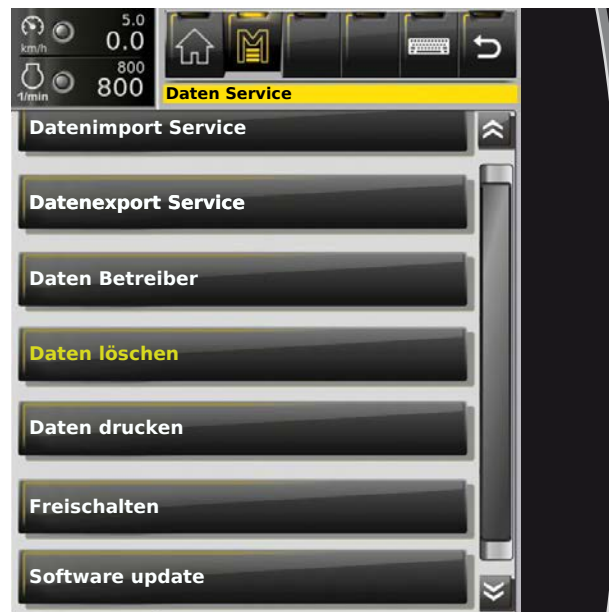 5.0
km/h 0.0
800
1/min 800
Daten Service
Datenimport Service
Datenexport Service
Daten Betreiber
Daten löschen
Daten drucken
Freischalten
Software update